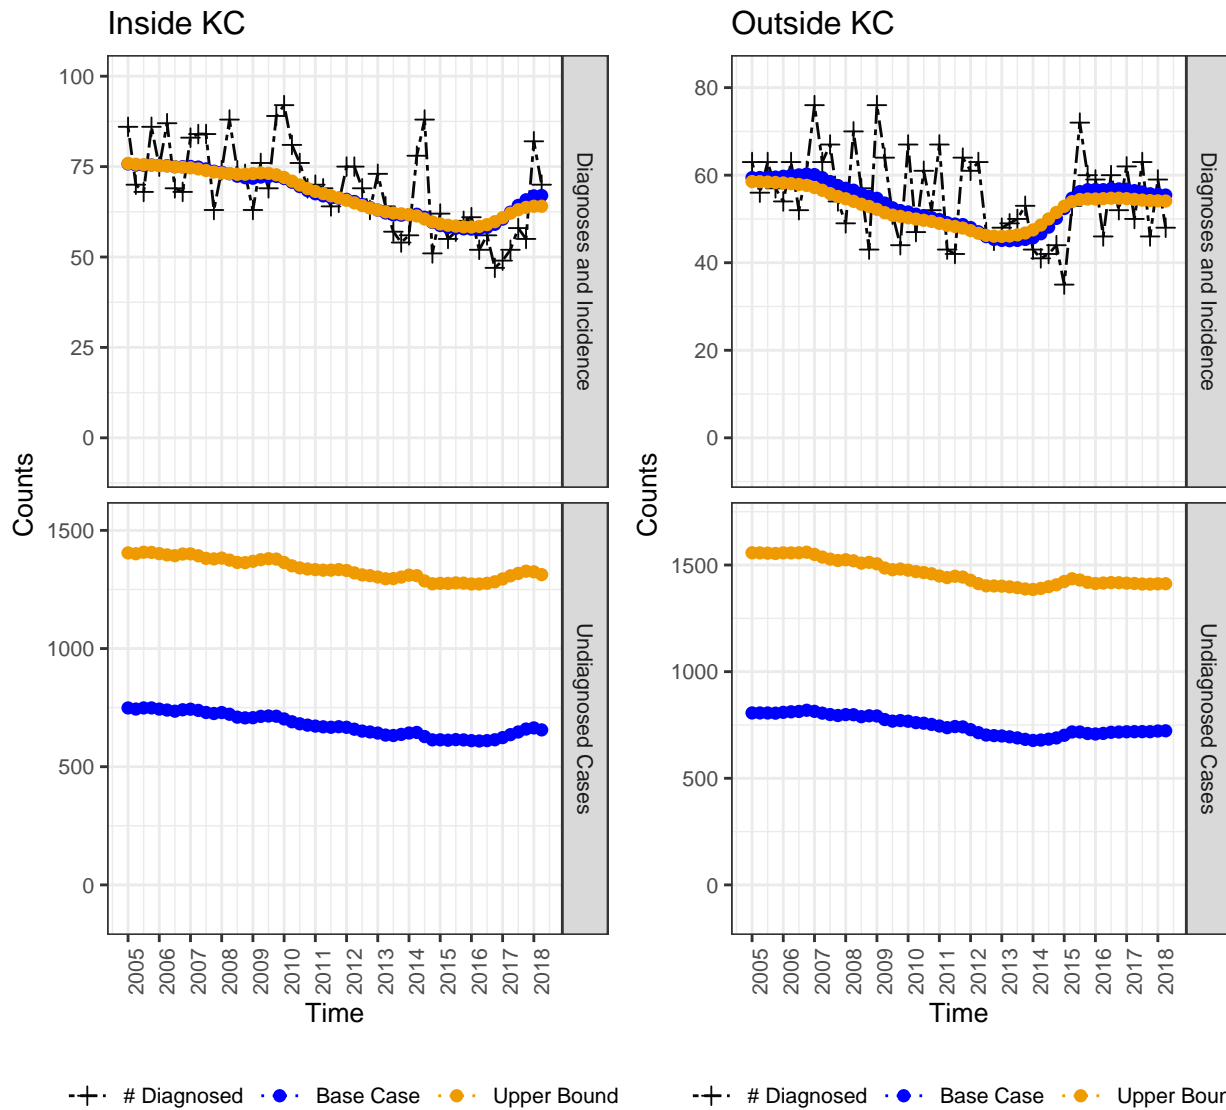 Inside KC
Outside KC
Counts
100
75
50
25
0
Diagnoses and Incidence
1500
1000
500
0
Undiagnosed Cases
2005 2006 2007 2008 2009 2010 2011 2012 2013 2014 2015 2016 2017 2018
Time
# Diagnosed Base Case Upper Bound
Counts
80
60
40
20
0
Diagnoses and Incidence
1500
1000
500
0
Undiagnosed Cases
2005 2006 2007 2008 2009 2010 2011 2012 2013 2014 2015 2016 2017 2018
Time
# Diagnosed Base Case Upper Bour